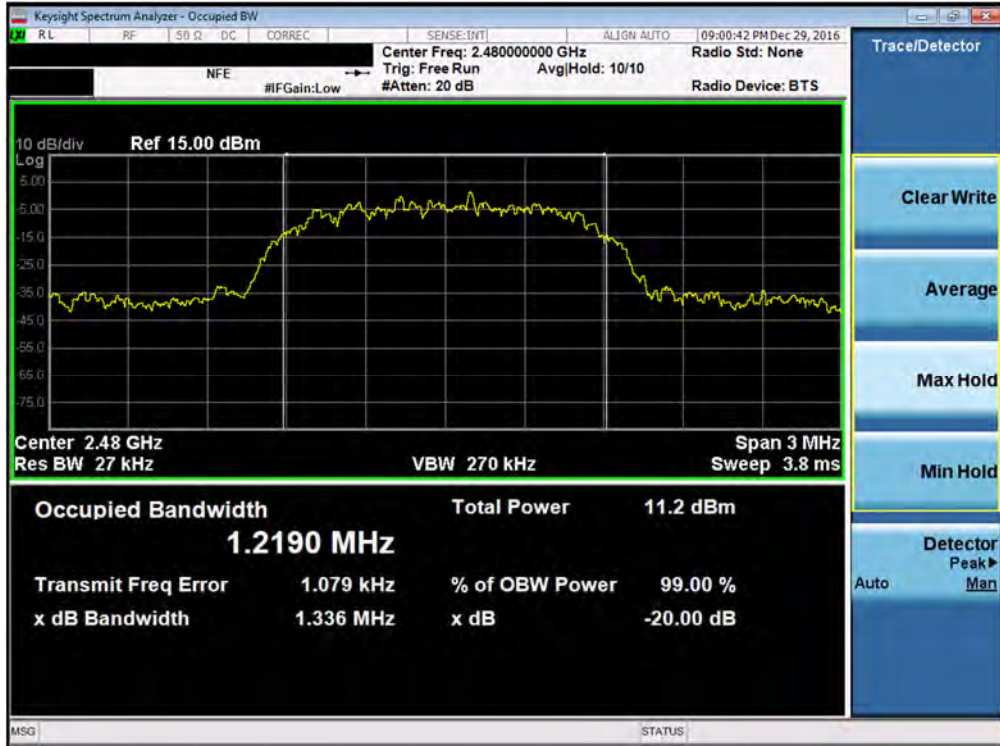 Keysight Spectrum Analyzer - Occupied BW
LXI RL RF 50 Ω DC CORREC SENSE:INT ALIGN AUTO 09:00:42 PM Dec 29, 2016
Center Freq: 2.480000000 GHz Radio Std: None
NFE Trig: Free Run Avg|Hold: 10/10
#IFGain:Low #Atten: 20 dB Radio Device: BTS
10 dB/div Ref 15.00 dBm
Log
5.00
-5.00
-15.0
-25.0
-35.0
-45.0
-55.0
-65.0
-75.0
Center 2.48 GHz Span 3 MHz
Res BW 27 kHz VBW 270 kHz Sweep 3.8 ms
Occupied Bandwidth Total Power 11.2 dBm
1.2190 MHz
Transmit Freq Error 1.079 kHz % of OBW Power 99.00 %
x dB Bandwidth 1.336 MHz x dB -20.00 dB
Trace/Detector
Clear Write
Average
Max Hold
Min Hold
Detector
Peak▶
Auto Man
MSG STATUS